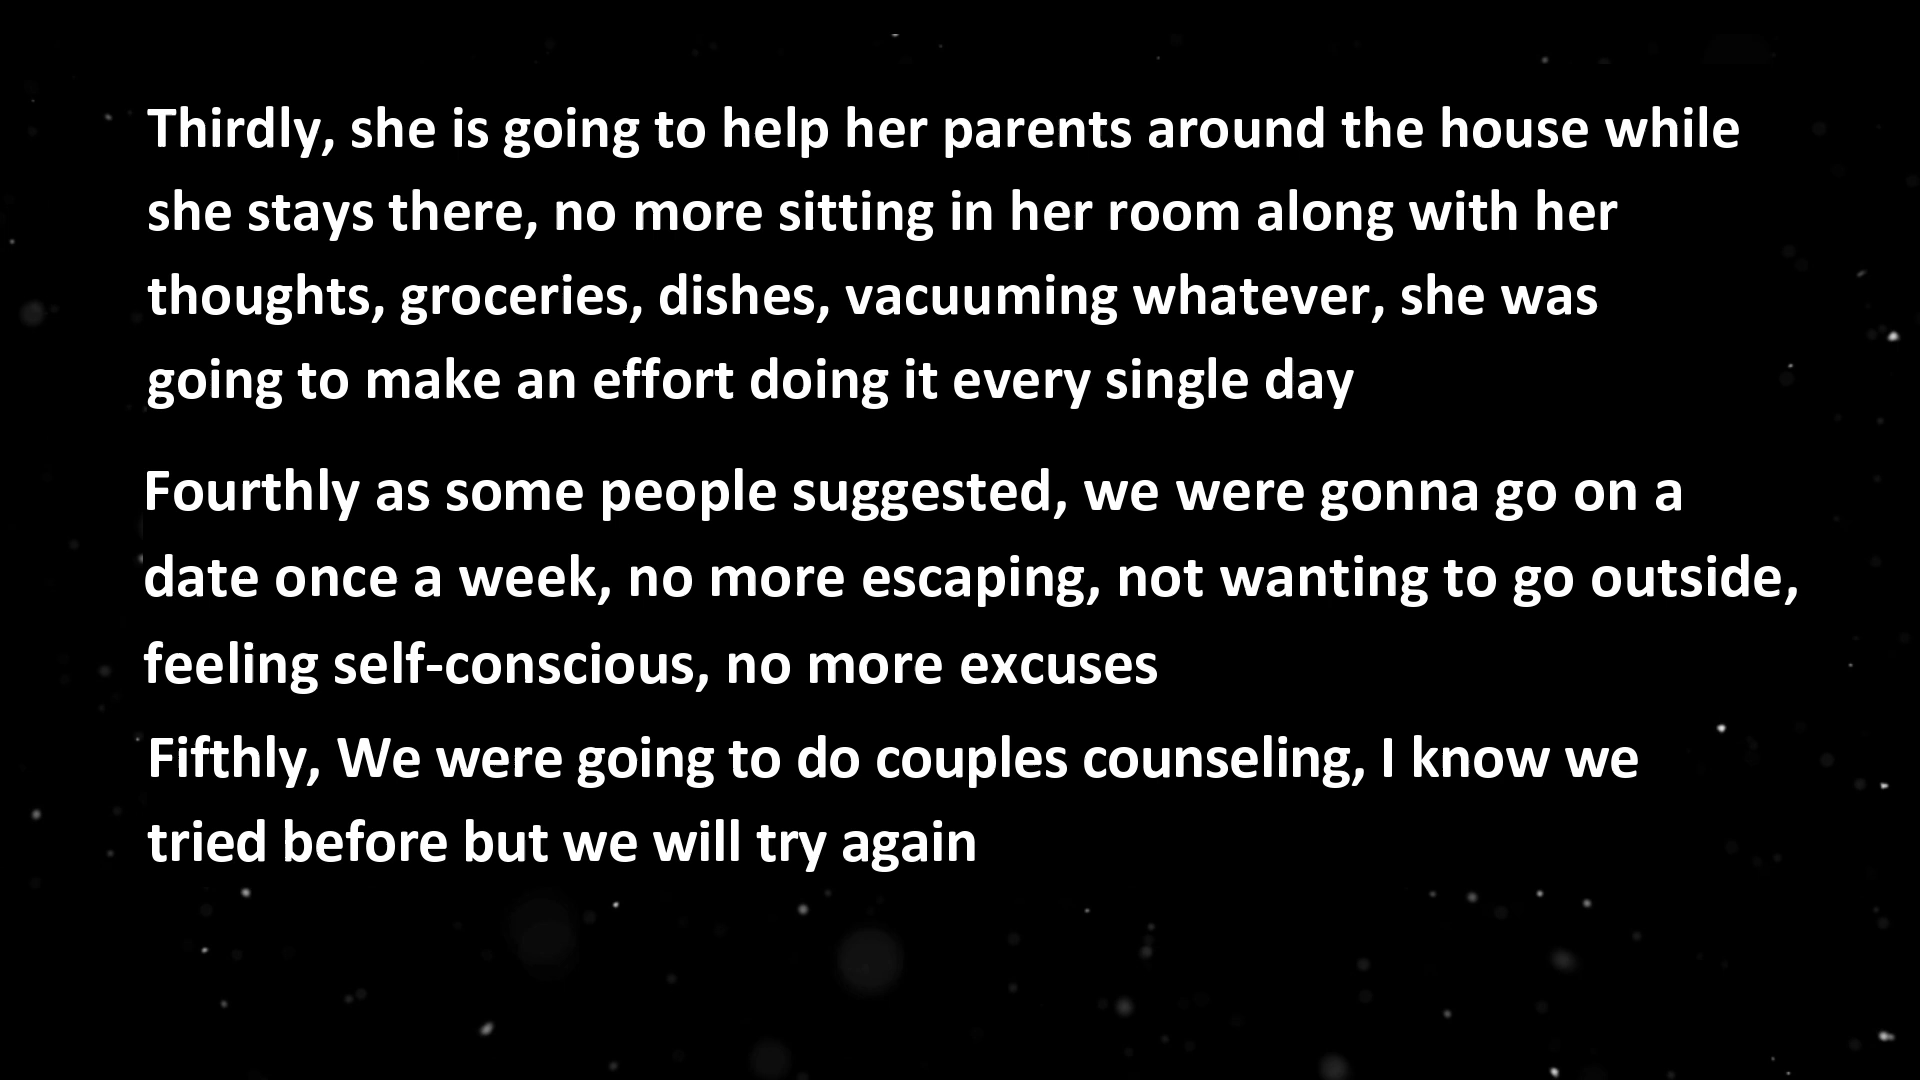 Thirdly, she is going to help her parents around the house while
she stays there, no more sitting in her room along with her
thoughts, groceries, dishes, vacuuming whatever, she was
going to make an effort doing it every single day
Fourthly as some people suggested, we were gonna go on a
date once a week, no more escaping, not wanting to go outside,
feeling self-conscious, no more excuses
Fifthly, We were going to do couples counseling, I know we
tried before but we will try again